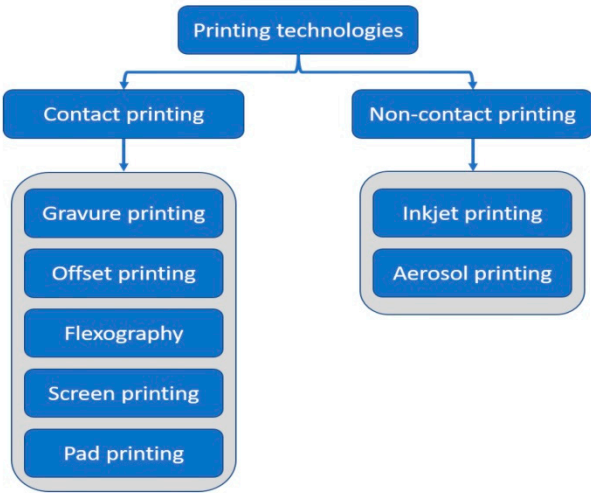 Printing technologies
Contact printing
Non-contact printing
Gravure printing
Offset printing
Flexography
Screen printing
Pad printing
Inkjet printing
Aerosol printing